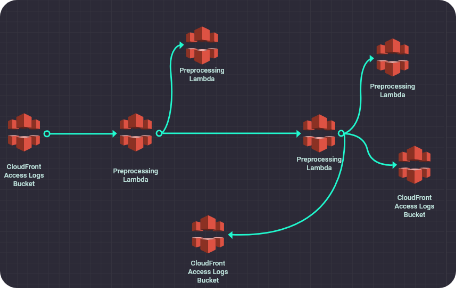 Preprocessing
Lambda
Preprocessing
Lambda
CloudFront
Access Logs
Bucket
Preprocessing
Lambda
Preprocessing
Lambda
CloudFront
Access Logs
Bucket
CloudFront
Access Logs
Bucket